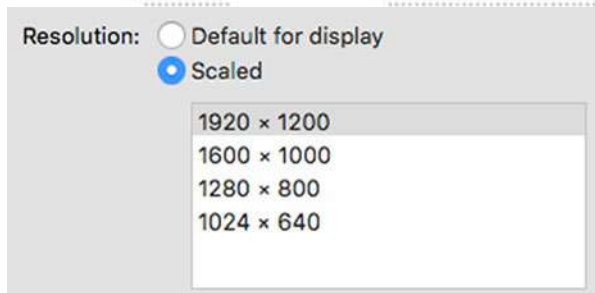 Resolution: Default for display
Scaled
1920 × 1200
1600 × 1000
1280 × 800
1024 × 640